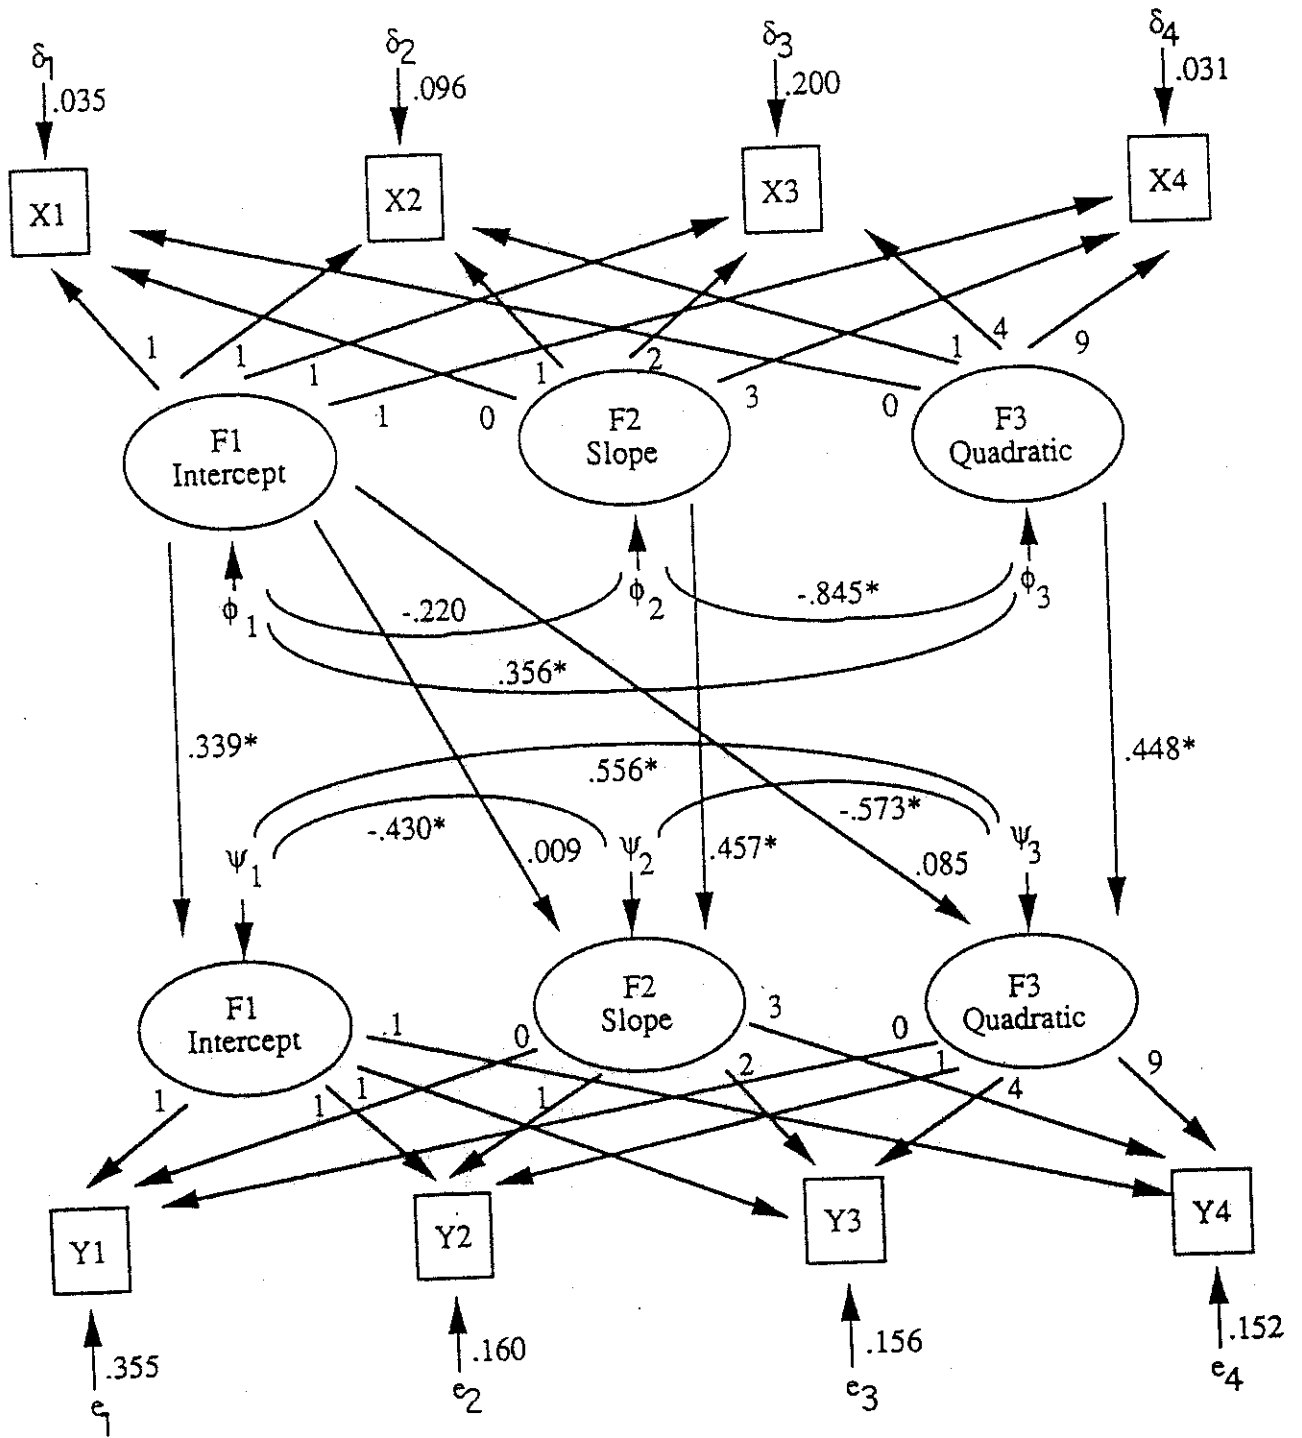 δ1
δ2
δ3
δ4
.035
.096
.200
.031
X1
X2
X3
X4
1
1
1
1
0
1
2
3
0
1
4
9
F1
Intercept
F2
Slope
F3
Quadratic
ϕ1
ϕ2
ϕ3
-.220
-.845*
.356*
.339*
.556*
.448*
-.430*
-.573*
ψ1
ψ2
ψ3
.009
.457*
.085
F1
Intercept
F2
Slope
F3
Quadratic
1
1
1
.1
0
1
2
3
0
1
4
9
Y1
Y2
Y3
Y4
.355
.160
.156
.152
e1
e2
e3
e4